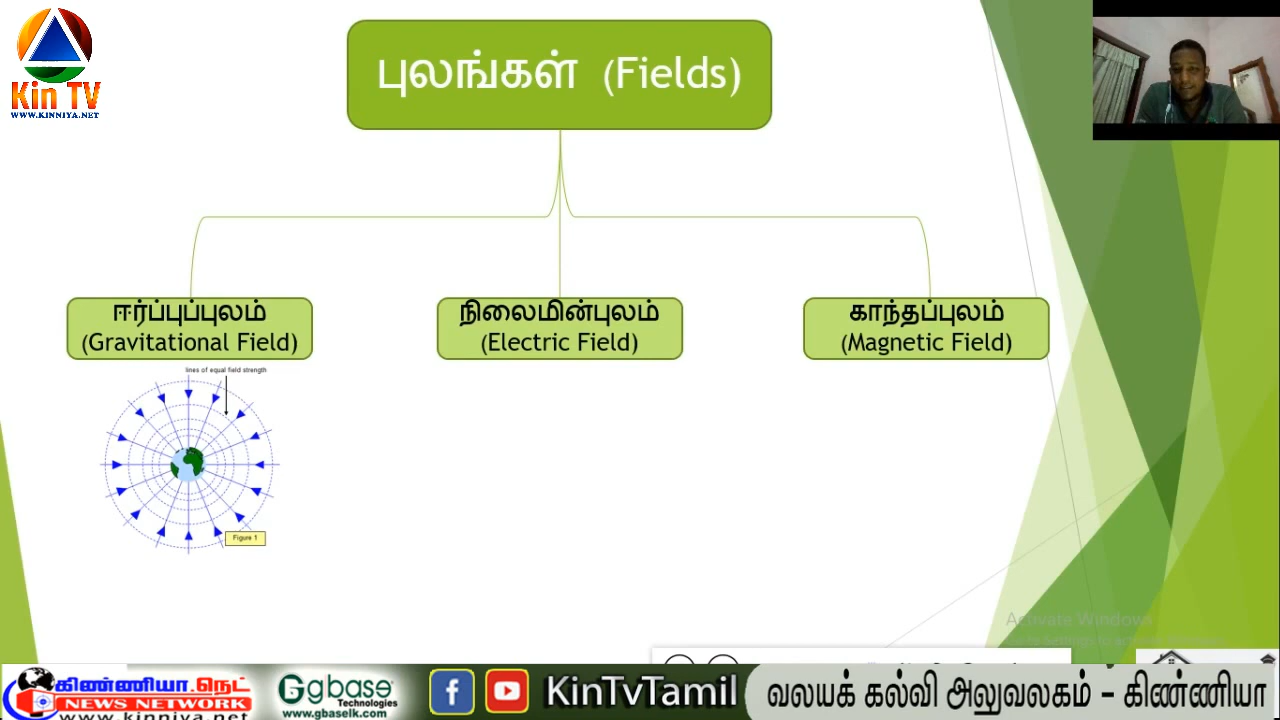 Kin TV
WWW.KINNIYA.NET
புலங்கள் (Fields)
ஈர்ப்புப்புலம்
(Gravitational Field)
நிலைமின்புலம்
(Electric Field)
காந்தப்புலம்
(Magnetic Field)
lines of equal field strength
Figure 1
Activate Windows
கிண்ணியா.நெட்
NEWS NETWORK
www.kinniya.net
Ggbase
Technologies
www.gbaselk.com
KinTvTamil
வலயக் கல்வி அலுவலகம் - கிண்ணியா